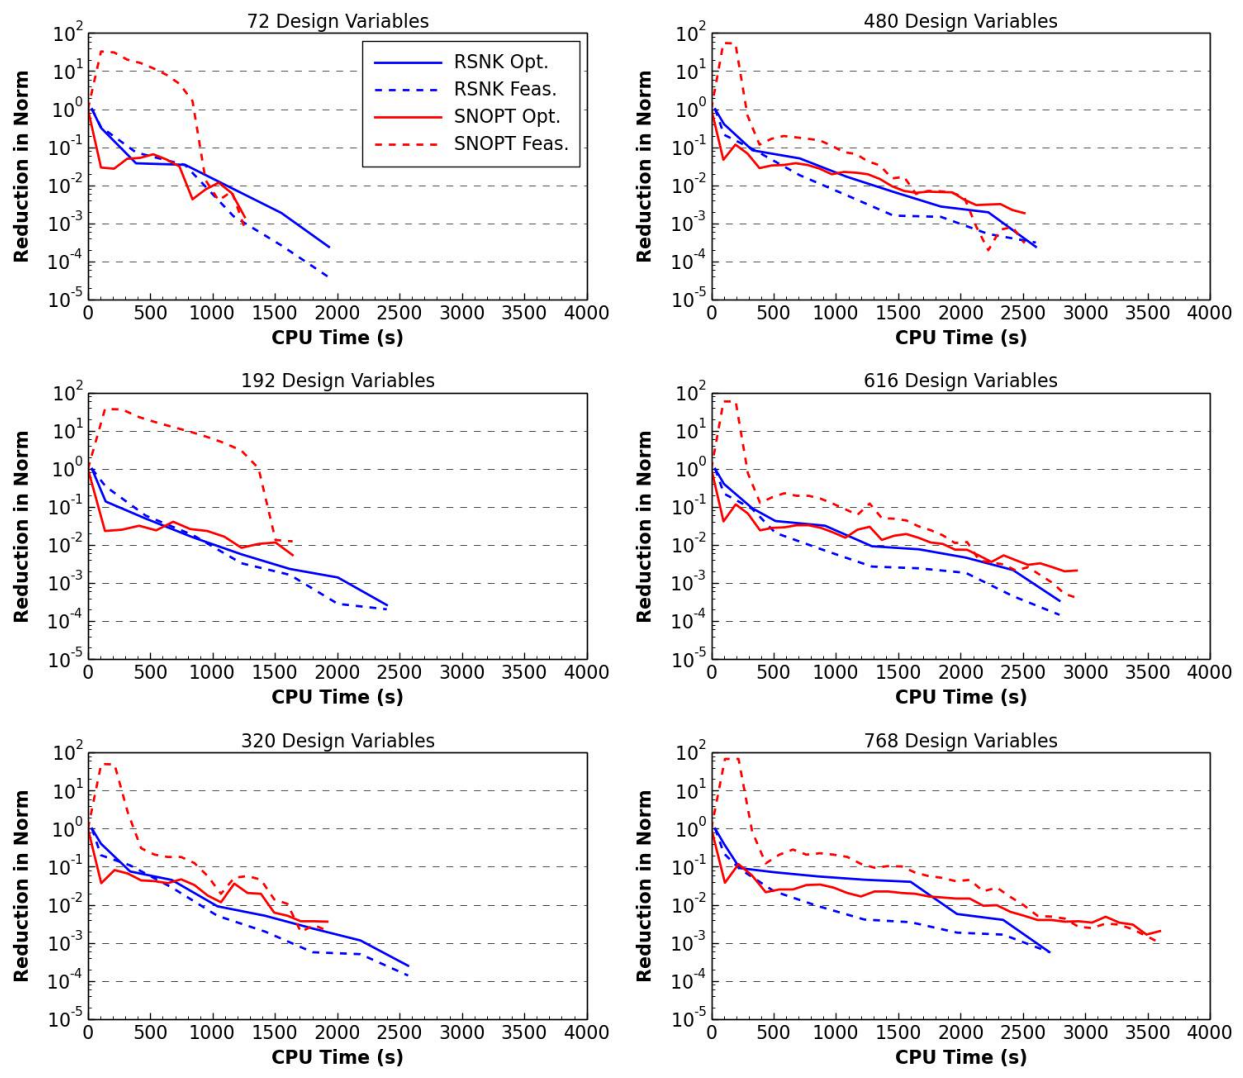 72 Design Variables
Reduction in Norm
10^2
10^1
10^0
10^-1
10^-2
10^-3
10^-4
10^-5
RSNK Opt.
RSNK Feas.
SNOPT Opt.
SNOPT Feas.
0 500 1000 1500 2000 2500 3000 3500 4000
CPU Time (s)
480 Design Variables
Reduction in Norm
10^2
10^1
10^0
10^-1
10^-2
10^-3
10^-4
10^-5
0 500 1000 1500 2000 2500 3000 3500 4000
CPU Time (s)
192 Design Variables
Reduction in Norm
10^2
10^1
10^0
10^-1
10^-2
10^-3
10^-4
10^-5
0 500 1000 1500 2000 2500 3000 3500 4000
CPU Time (s)
616 Design Variables
Reduction in Norm
10^2
10^1
10^0
10^-1
10^-2
10^-3
10^-4
10^-5
0 500 1000 1500 2000 2500 3000 3500 4000
CPU Time (s)
320 Design Variables
Reduction in Norm
10^2
10^1
10^0
10^-1
10^-2
10^-3
10^-4
10^-5
0 500 1000 1500 2000 2500 3000 3500 4000
CPU Time (s)
768 Design Variables
Reduction in Norm
10^2
10^1
10^0
10^-1
10^-2
10^-3
10^-4
10^-5
0 500 1000 1500 2000 2500 3000 3500 4000
CPU Time (s)